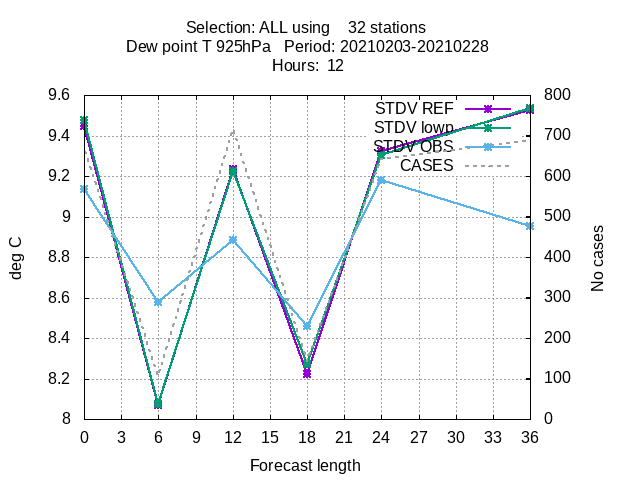 Selection: ALL using    32 stations
Dew point T 925hPa   Period: 20210203-20210228
Hours:  12
9.6 800
STDV REF
9.4 700
STDV lowp
STDV OBS
CASES
9.2 600
9 500
8.8 400
8.6 300
8.4 200
8.2 100
8 0
deg C
No cases
0 3 6 9 12 15 18 21 24 27 30 33 36
Forecast length